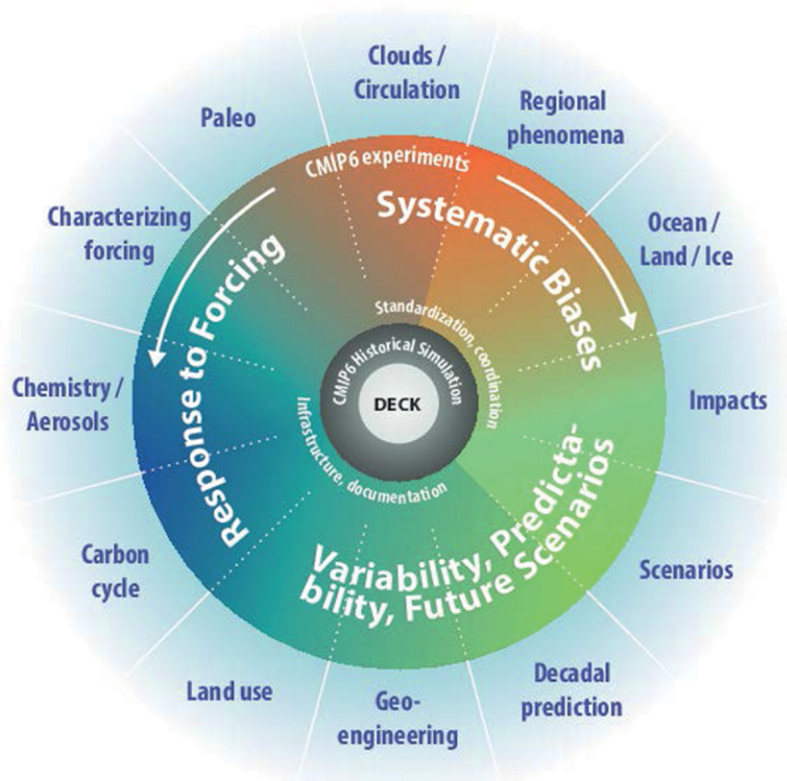 Clouds /
Circulation
Regional
phenomena
Ocean /
Land / Ice
Impacts
Scenarios
Decadal
prediction
Geo-
engineering
Land use
Carbon
cycle
Chemistry /
Aerosols
Characterizing
forcing
Paleo
CMIP6 experiments
Systematic Biases
Response to Forcing
Variability, Predicta-
bility, Future Scenarios
Standardization, coordination
Infrastructure, documentation
CMIP6 Historical Simulation
DECK